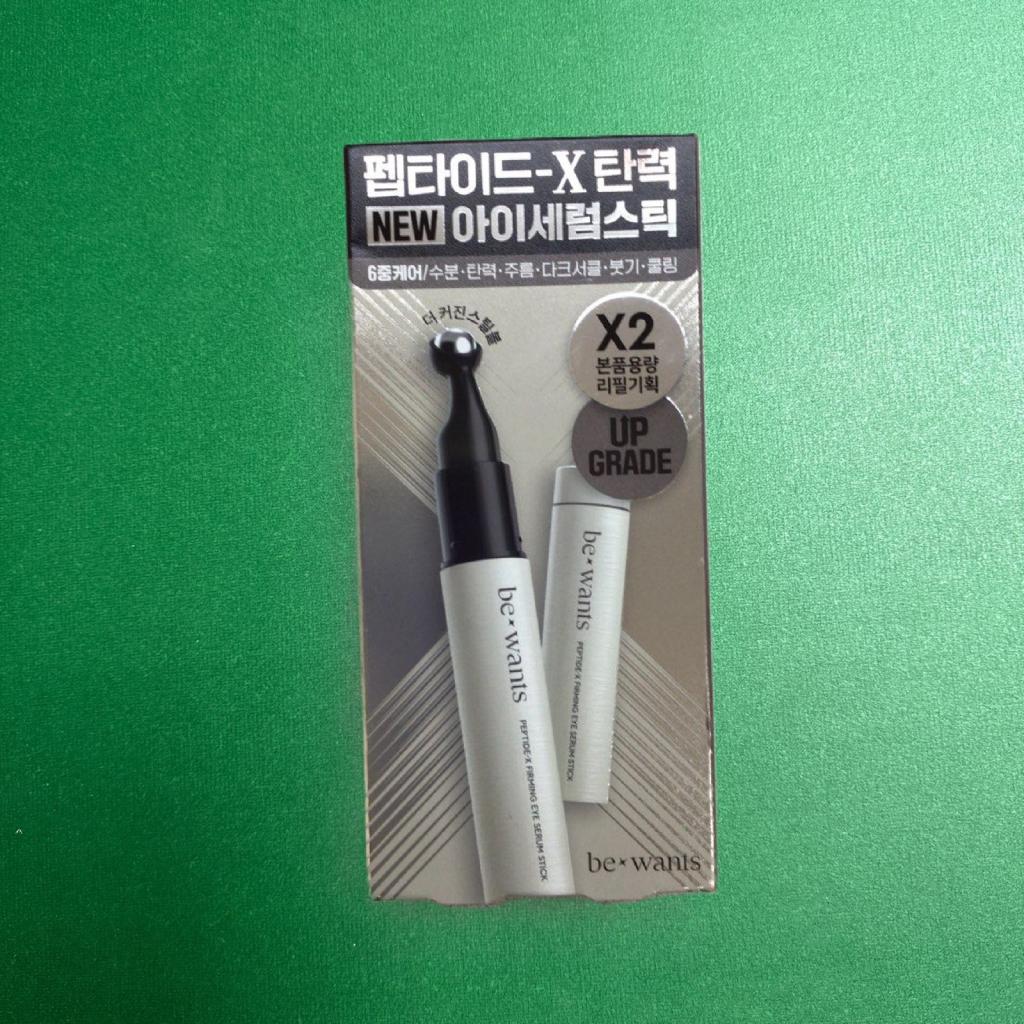 펩타이드-X 탄력
NEW 아이세럼스틱
6중케어/수분·탄력·주름·다크서클·붓기·쿨링
더 커진 스틸볼
X2
본품용량
리필기획
UP
GRADE
be wants
PEPTIDE-X FIRMING EYE SERUM STICK
be wants
PEPTIDE-X FIRMING EYE SERUM STICK
be wants